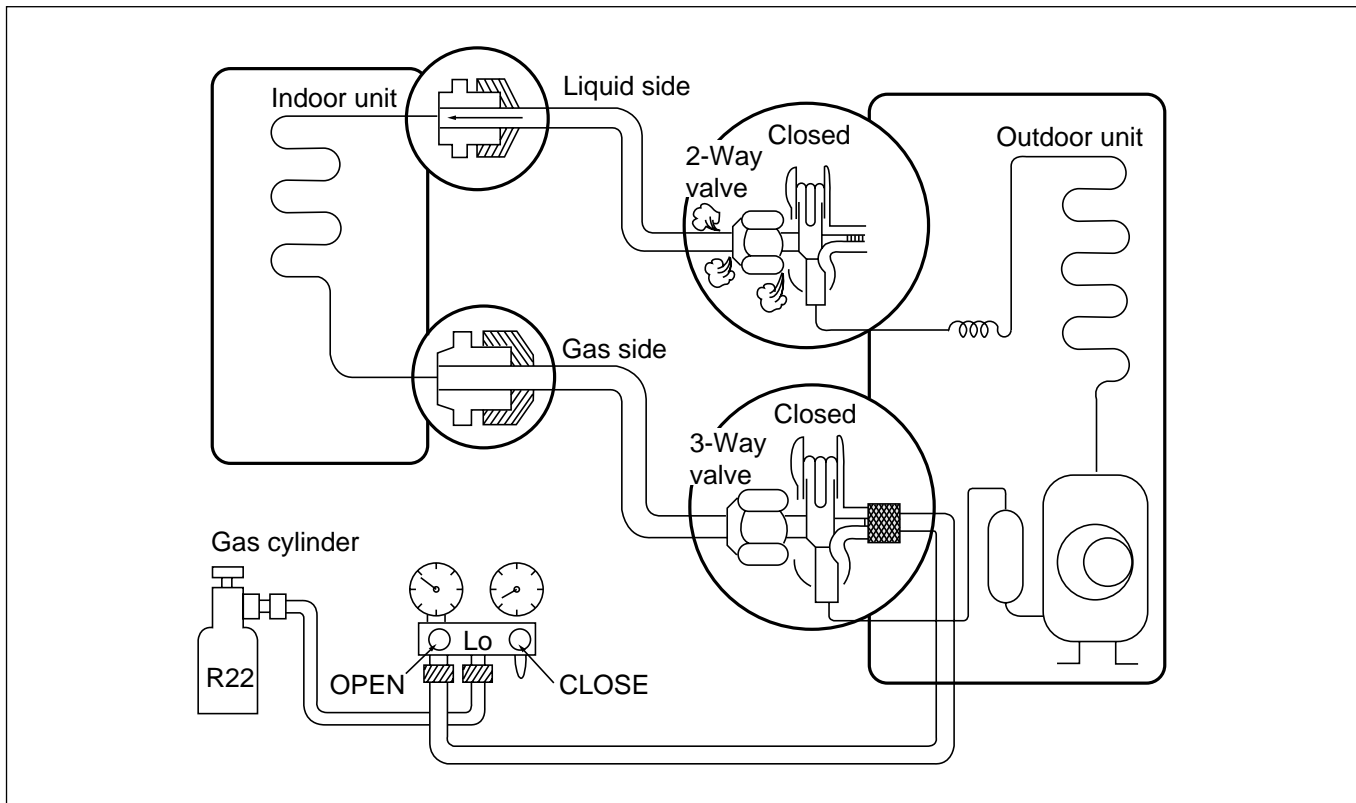 Indoor unit
Liquid side
2-Way
valve
Closed
Outdoor unit
Gas side
3-Way
valve
Closed
Gas cylinder
R22
Lo
OPEN
CLOSE